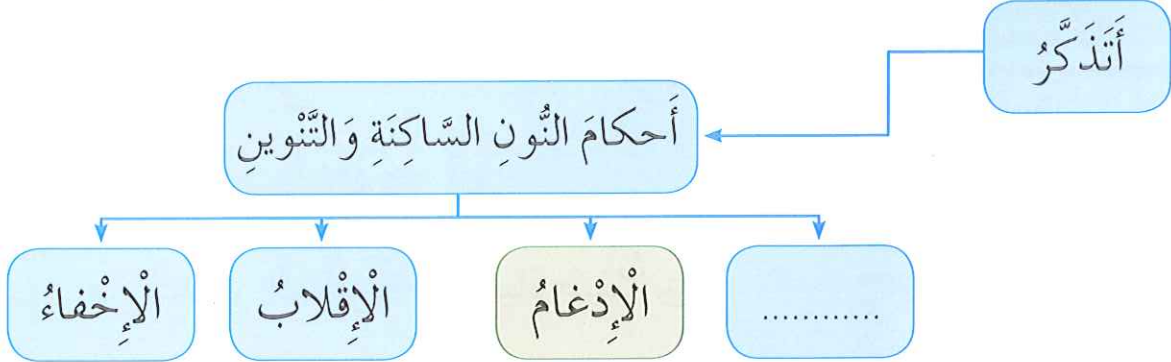 أَتَذَكَّرُ
أَحكامَ النُّونِ السَّاكِنَةِ وَالتَّنْوينِ
............
الْإِدْغامُ
الْإِقْلابُ
الْإِخْفاءُ